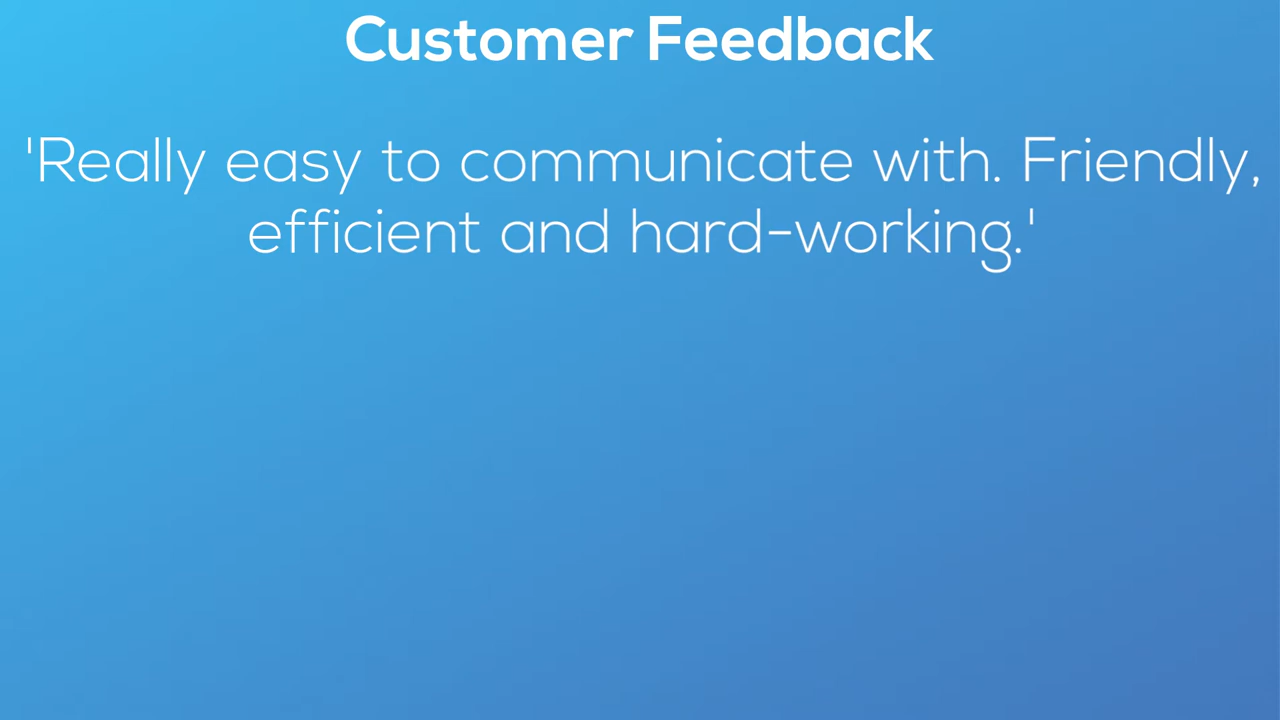 Customer Feedback
'Really easy to communicate with. Friendly,
efficient and hard-working.'